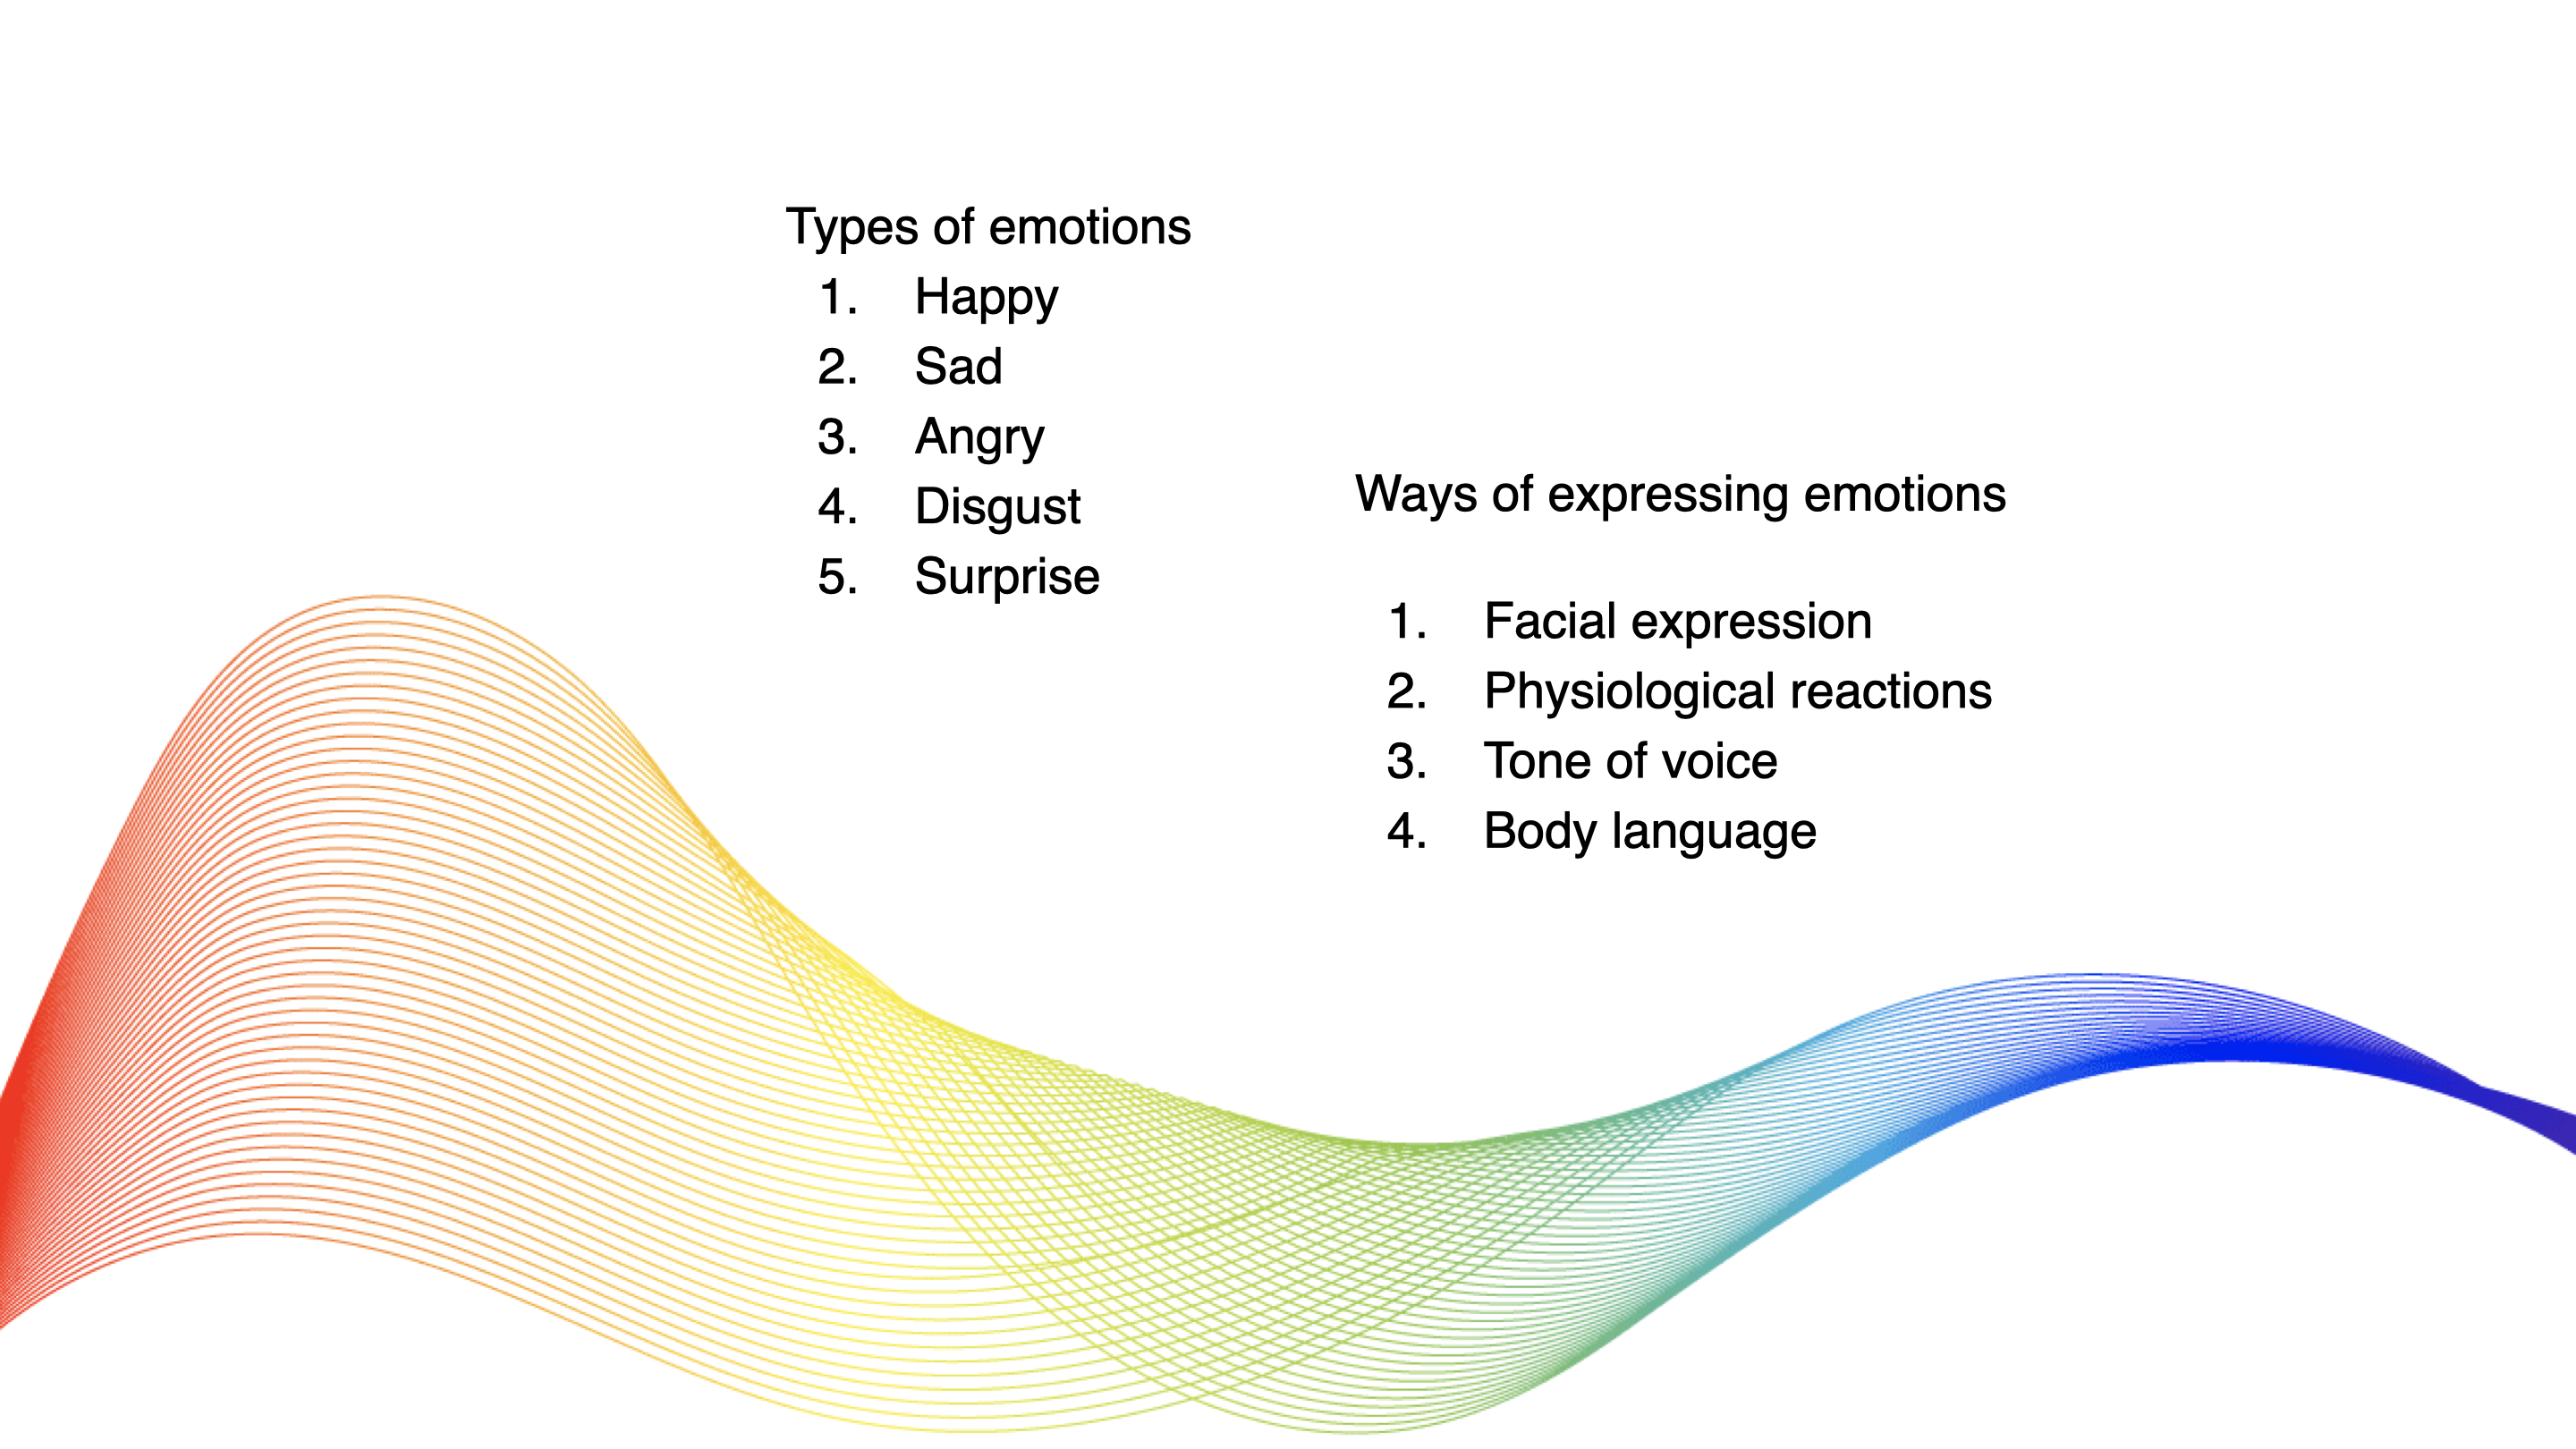 Types of emotions
1. Happy
2. Sad
3. Angry
4. Disgust
5. Surprise
Ways of expressing emotions
1. Facial expression
2. Physiological reactions
3. Tone of voice
4. Body language